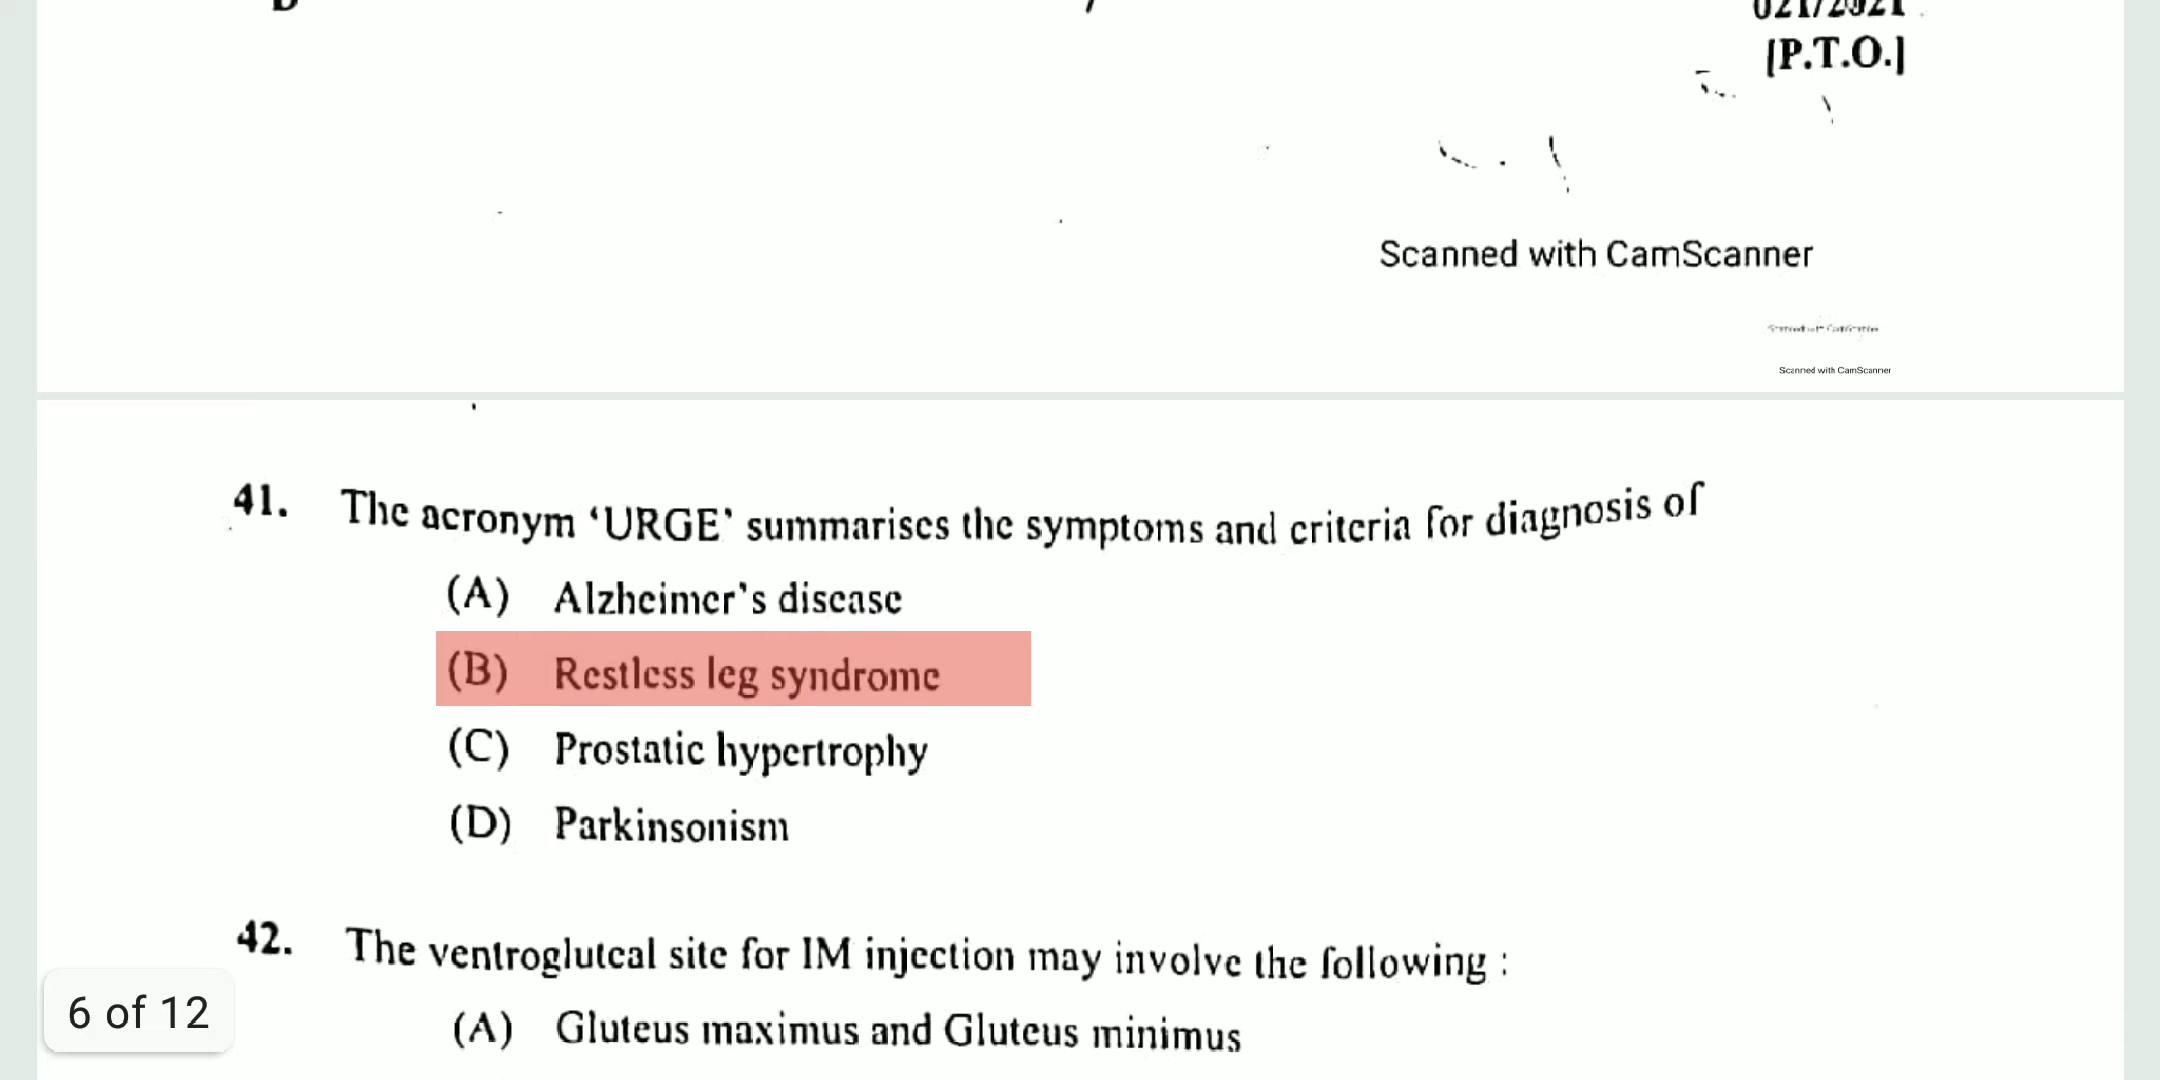 [P.T.O.]
Scanned with CamScanner
Scanned with CamScanner
41. The acronym ‘URGE’ summarises the symptoms and criteria for diagnosis of
(A) Alzheimer’s disease
(B) Restless leg syndrome
(C) Prostatic hypertrophy
(D) Parkinsonism
42. The ventrogluteal site for IM injection may involve the following :
6 of 12
(A) Gluteus maximus and Gluteus minimus